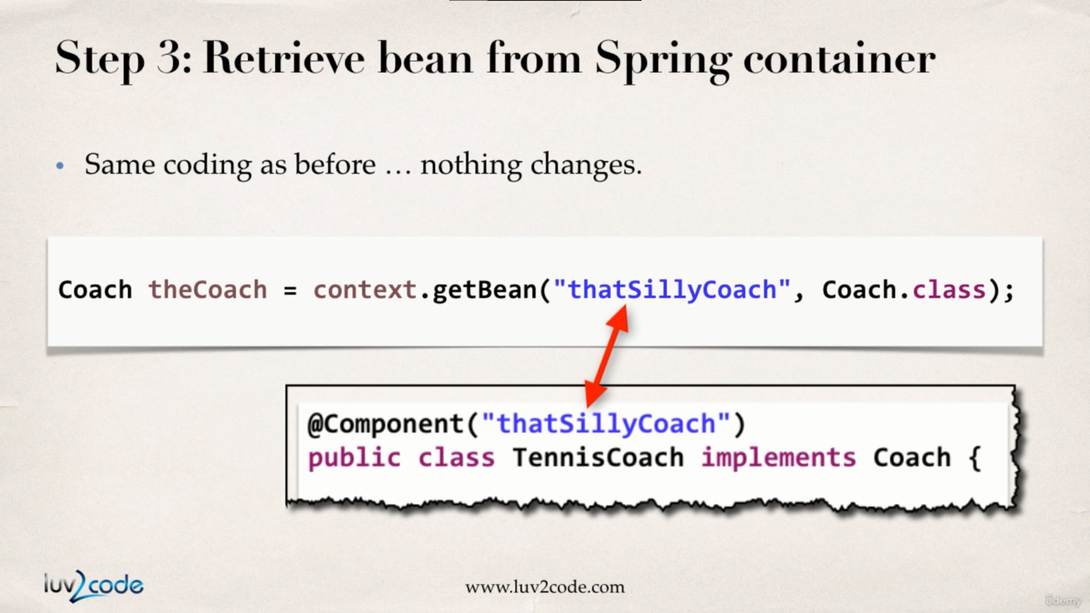 Step 3: Retrieve bean from Spring container
• Same coding as before … nothing changes.
Coach theCoach = context.getBean("thatSillyCoach", Coach.class);
@Component("thatSillyCoach")
public class TennisCoach implements Coach {
luv2code
www.luv2code.com
ûdemy